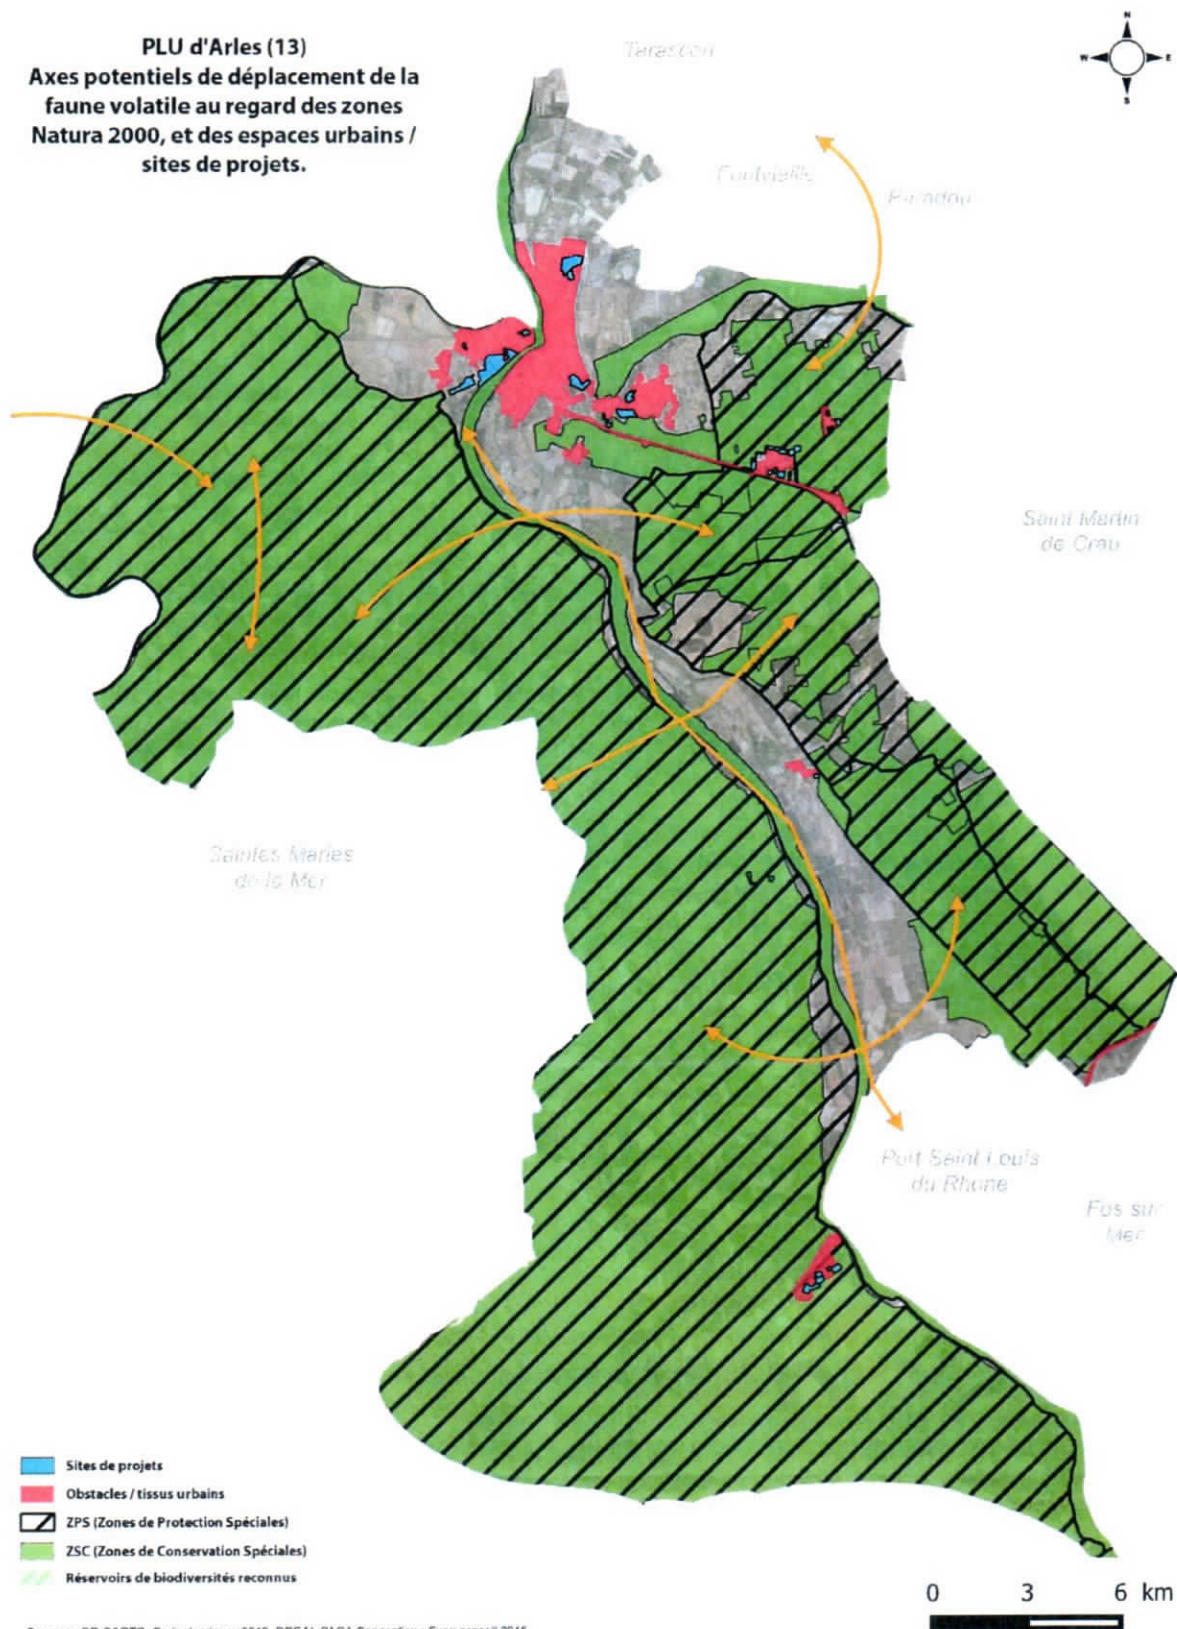 PLU d'Arles (13)
Axes potentiels de déplacement de la
faune volatile au regard des zones
Natura 2000, et des espaces urbains /
sites de projets.
N
W
E
S
Tarascon
Fontvieille
Paradou
Saint Martin
de Crau
Saintes Maries
de la Mer
Port Saint Louis
du Rhone
Fos sur
Mer
Sites de projets
Obstacles / tissus urbains
ZPS (Zones de Protection Spéciales)
ZSC (Zones de Conservation Spéciales)
Réservoirs de biodiversités reconnus
0 3 6 km